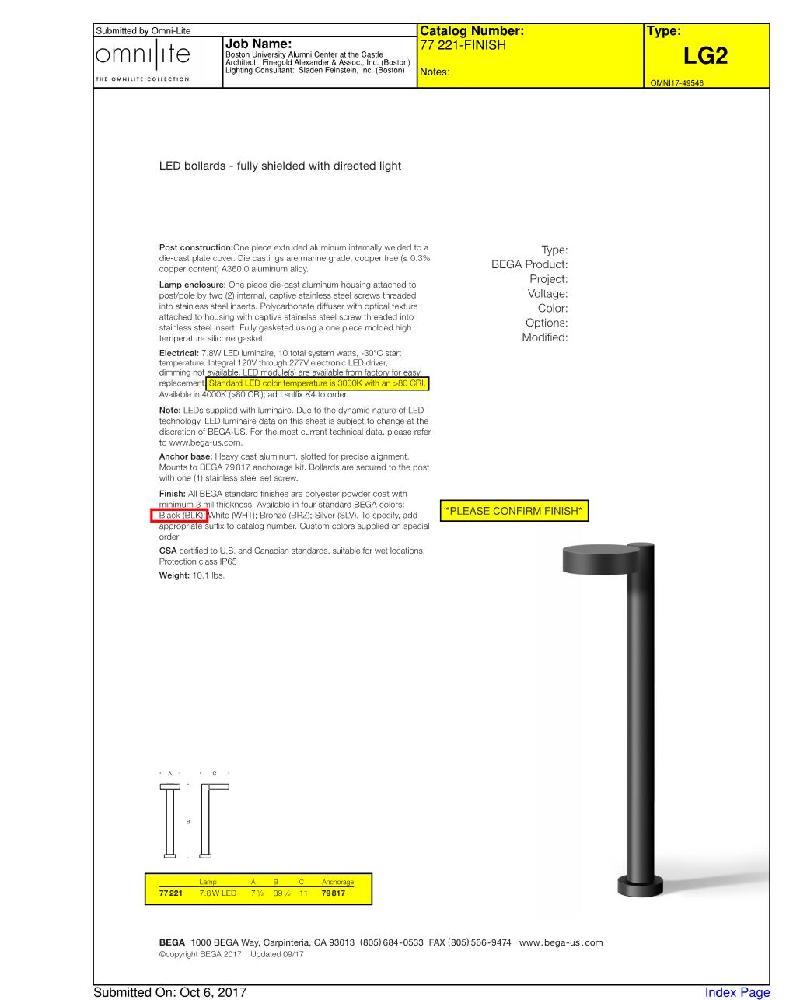 Submitted by Omni-Lite
omnilite
THE OMNILITE COLLECTION
Job Name:
Boston University Alumni Center at the Castle
Architect: Finegold Alexander & Assoc., Inc. (Boston)
Lighting Consultant: Sladen Feinstein, Inc. (Boston)
Catalog Number:
77 221-FINISH
Notes:
Type:
LG2
OMNI17-49546
LED bollards - fully shielded with directed light
Post construction:One piece extruded aluminum internally welded to a
die-cast plate cover. Die castings are marine grade, copper free (≤ 0.3%
copper content) A360.0 aluminum alloy.
Lamp enclosure: One piece die-cast aluminum housing attached to
post/pole by two (2) internal, captive stainless steel screws threaded
into stainless steel inserts. Polycarbonate diffuser with optical texture
attached to housing with captive stainelss steel screw threaded into
stainless steel insert. Fully gasketed using a one piece molded high
temperature silicone gasket.
Electrical: 7.8W LED luminaire, 10 total system watts, -30°C start
temperature. Integral 120V through 277V electronic LED driver,
dimming not available. LED module(s) are available from factory for easy
replacement. Standard LED color temperature is 3000K with an >80 CRI.
Available in 4000K (>80 CRI); add suffix K4 to order.
Note: LEDs supplied with luminaire. Due to the dynamic nature of LED
technology, LED luminaire data on this sheet is subject to change at the
discretion of BEGA-US. For the most current technical data, please refer
to www.bega-us.com.
Anchor base: Heavy cast aluminum, slotted for precise alignment.
Mounts to BEGA 79817 anchorage kit. Bollards are secured to the post
with one (1) stainless steel set screw.
Finish: All BEGA standard finishes are polyester powder coat with
minimum 3 mil thickness. Available in four standard BEGA colors:
Black (BLK); White (WHT); Bronze (BRZ); Silver (SLV). To specify, add
appropriate suffix to catalog number. Custom colors supplied on special
order
CSA certified to U.S. and Canadian standards, suitable for wet locations.
Protection class IP65
Weight: 10.1 lbs.
Type:
BEGA Product:
Project:
Voltage:
Color:
Options:
Modified:
*PLEASE CONFIRM FINISH*
A C
B
Lamp A B C Anchorage
77221 7.8W LED 7 ½ 39 ½ 11 79817
BEGA 1000 BEGA Way, Carpinteria, CA 93013 (805) 684-0533 FAX (805) 566-9474 www.bega-us.com
©copyright BEGA 2017 Updated 09/17
Submitted On: Oct 6, 2017
Index Page